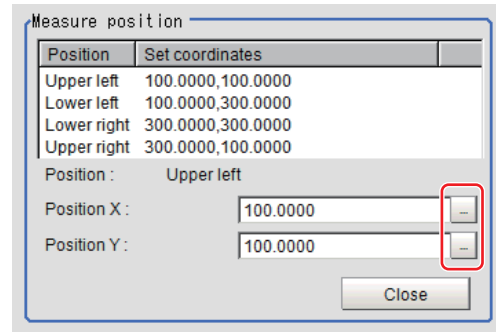 Measure position
Position Set coordinates
Upper left 100.0000,100.0000
Lower left 100.0000,300.0000
Lower right 300.0000,300.0000
Upper right 300.0000,100.0000
Position : Upper left
Position X : 100.0000 ...
Position Y : 100.0000 ...
Close